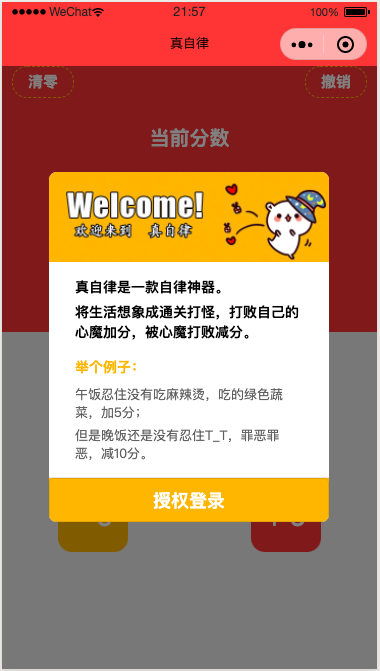 WeChat
21:57
100%
真自律
清零
撤销
当前分数
Welcome!
欢迎来到 真自律
真自律是一款自律神器。
将生活想象成通关打怪，打败自己的
心魔加分，被心魔打败减分。
举个例子：
午饭忍住没有吃麻辣烫，吃的绿色蔬
菜，加5分；
但是晚饭还是没有忍住T_T，罪恶罪
恶，减10分。
授权登录